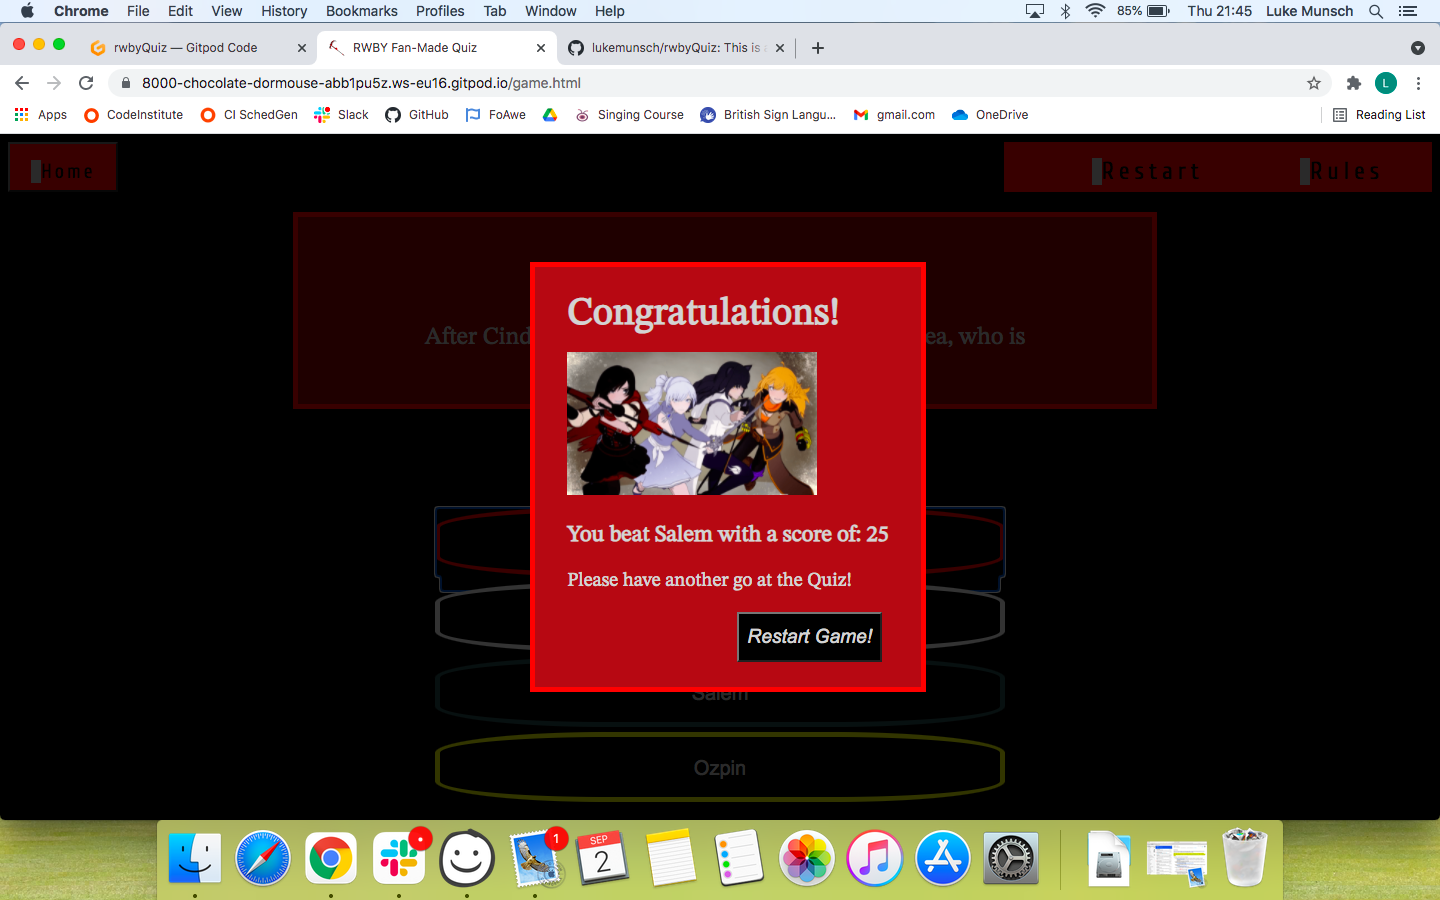 Chrome File Edit View History Bookmarks Profiles Tab Window Help 85% Thu 21:45 Luke Munsch
rwbyQuiz — Gitpod Code RWBY Fan-Made Quiz lukemunsch/rwbyQuiz: This is
8000-chocolate-dormouse-abb1pu5z.ws-eu16.gitpod.io/game.html L
Apps CodeInstitute CI SchedGen Slack GitHub FoAwe Singing Course British Sign Langu... gmail.com OneDrive Reading List
Home Restart Rules
Congratulations!
After Cind ea, who is
You beat Salem with a score of: 25
Please have another go at the Quiz!
Restart Game!
Salem
Ozpin
1
SEP
2